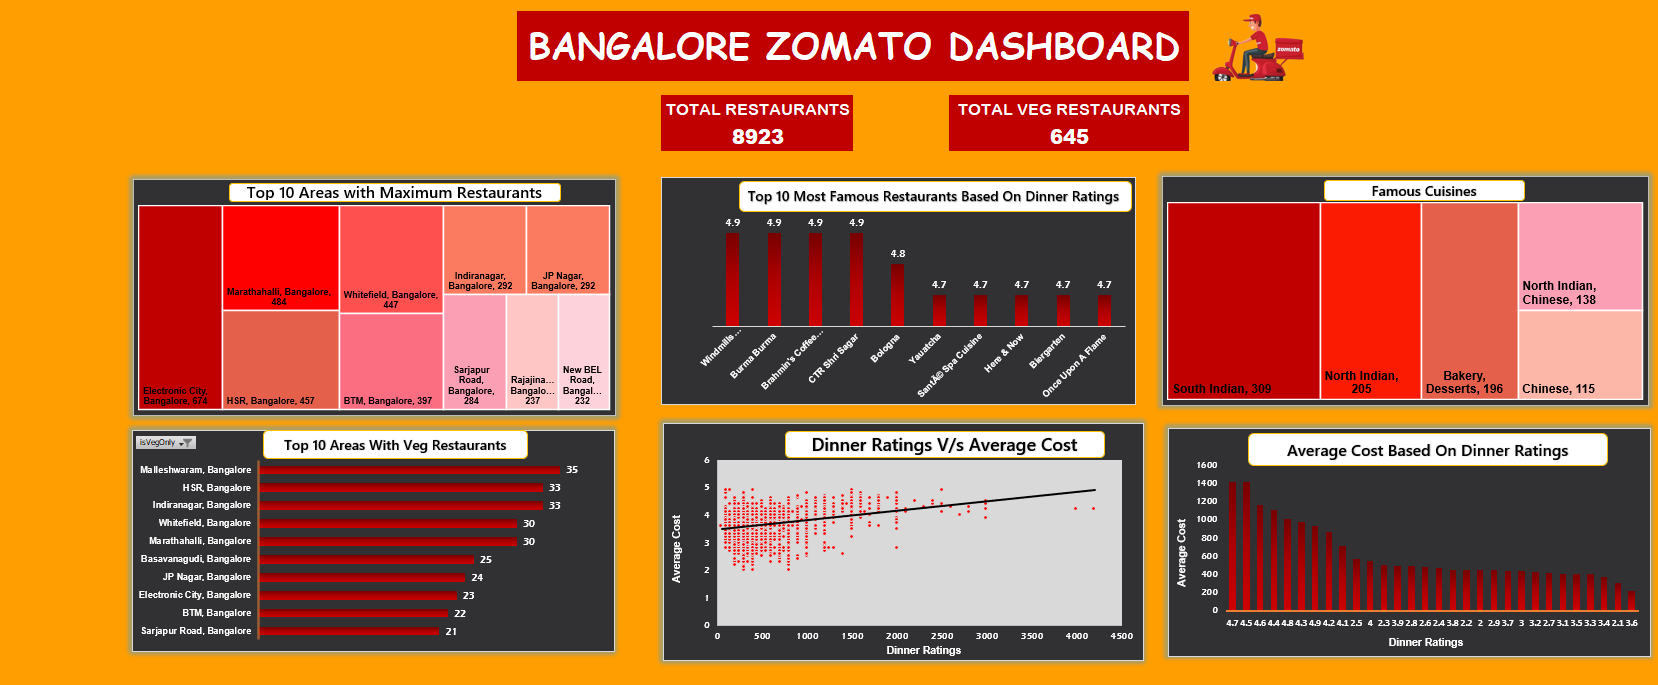 BANGALORE ZOMATO DASHBOARD
zomato
TOTAL RESTAURANTS
8923
TOTAL VEG RESTAURANTS
645
Top 10 Areas with Maximum Restaurants
Electronic City,
Bangalore, 674
Marathahalli, Bangalore,
484
HSR, Bangalore, 457
Whitefield, Bangalore,
447
BTM, Bangalore, 397
Indiranagar,
Bangalore, 292
JP Nagar,
Bangalore, 292
Sarjapur
Road,
Bangalore,
284
Rajajina...
Bangalo...
237
New BEL
Road,
Bangal...
232
Top 10 Most Famous Restaurants Based On Dinner Ratings
4.9
4.9
4.9
4.9
4.8
4.7
4.7
4.7
4.7
4.7
Windmills...
Burma Burma
Brahmin's Coffee...
CTR Shri Sagar
Bologna
Yauatcha
SantÃ© Spa Cuisine
Here & Now
Biergarten
Once Upon A Flame
Famous Cuisines
South Indian, 309
North Indian,
205
Bakery,
Desserts, 196
North Indian,
Chinese, 138
Chinese, 115
isVegOnly
Top 10 Areas With Veg Restaurants
Malleshwaram, Bangalore 35
HSR, Bangalore 33
Indiranagar, Bangalore 33
Whitefield, Bangalore 30
Marathahalli, Bangalore 30
Basavanagudi, Bangalore 25
JP Nagar, Bangalore 24
Electronic City, Bangalore 23
BTM, Bangalore 22
Sarjapur Road, Bangalore 21
Dinner Ratings V/s Average Cost
Average Cost
6
5
4
3
2
1
0
0 500 1000 1500 2000 2500 3000 3500 4000 4500
Dinner Ratings
Average Cost Based On Dinner Ratings
Average Cost
1600
1400
1200
1000
800
600
400
200
0
4.7 4.5 4.6 4.4 4.8 4.3 4.9 4.2 4.1 2.5 4 2.3 3.9 2.8 2.6 2.4 3.8 2.2 2 2.9 3.7 3 3.2 2.7 3.1 3.5 3.3 3.4 2.1 3.6
Dinner Ratings